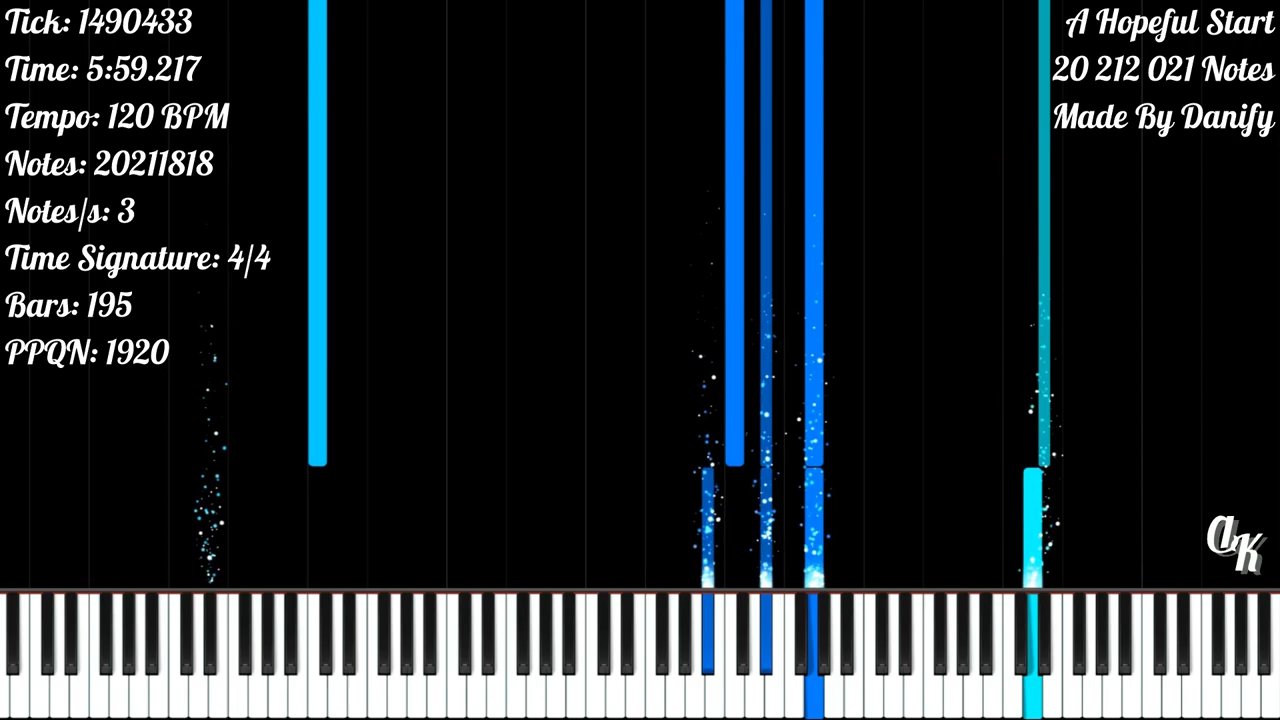 Tick: 1490433
Time: 5:59.217
Tempo: 120 BPM
Notes: 20211818
Notes/s: 3
Time Signature: 4/4
Bars: 195
PPQN: 1920
A Hopeful Start
20 212 021 Notes
Made By Danify
aK